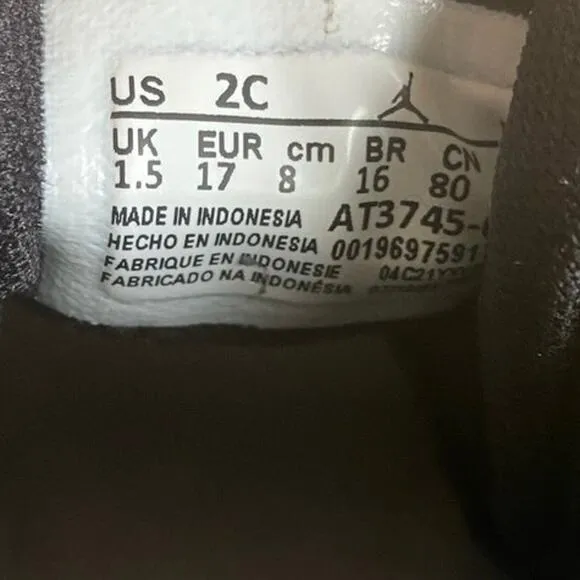 US 2C
UK EUR cm BR CN
1.5 17 8 16 80
MADE IN INDONESIA AT3745-
HECHO EN INDONESIA 0019697591
FABRIQUE EN INDONESIE
FABRICADO NA INDONÉSIA